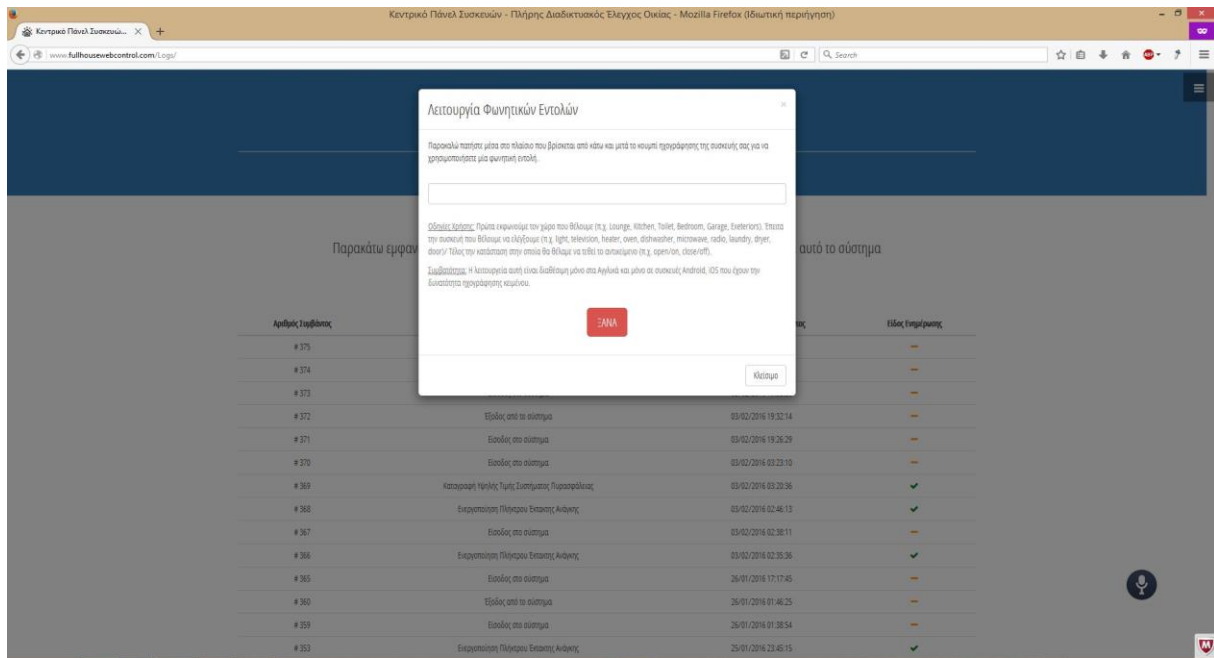 Κεντρικό Πάνελ Συσκευών - Πλήρης Διαδικτυακός Έλεγχος Οικίας - Mozilla Firefox (Ιδιωτική περιήγηση)
Κεντρικό Πάνελ Συσκευώ...
www.fullhousewebcontrol.com/Logs/
Search
Λειτουργία Φωνητικών Εντολών
Παρακαλώ πατήστε μέσα στο πλαίσιο που βρίσκεται από κάτω και μετά το κουμπί ηχογράφησης της συσκευής σας για να
χρησιμοποιήσετε μία φωνητική εντολή.
Οδηγίες Χρήσης: Πρώτα εκφωνούμε τον χώρο που θέλουμε (π.χ. Lounge, Kitchen, Toilet, Bedroom, Garage, Exeteriors). Έπειτα
την συσκευή που θέλουμε να ελέγξουμε (π.χ. light, television, heater, oven, dishwasher, microwave, radio, laundry, dryer,
door)/ Τέλος την κατάσταση στην οποία θα θέλαμε να τεθεί το αντικείμενο (π.χ. open/on, close/off).
Συμβατότητα: Η λειτουργεία αυτή είναι διαθέσιμη μόνο στα Αγγλικά και μόνο σε συσκευές Android, iOS που έχουν την
δυνατότητα ηχογράφησης κειμένου.
ΞΑΝΑ
Κλείσιμο
Παρακάτω εμφαν αυτό το σύστημα
Αριθμός Συμβάντος τος Είδος Ενημέρωσης
# 375
# 374
# 373
# 372 Έξοδος από το σύστημα 03/02/2016 19:32:14
# 371 Είσοδος στο σύστημα 03/02/2016 19:26:29
# 370 Είσοδος στο σύστημα 03/02/2016 03:23:10
# 369 Καταγραφή Υψηλής Τιμής Συστήματος Πυρασφάλειας 03/02/2016 03:20:36
# 368 Ενεργοποίηση Πλήκτρου Έκτακτης Ανάγκης 03/02/2016 02:46:13
# 367 Είσοδος στο σύστημα 03/02/2016 02:38:11
# 366 Ενεργοποίηση Πλήκτρου Έκτακτης Ανάγκης 03/02/2016 02:35:36
# 365 Είσοδος στο σύστημα 26/01/2016 17:17:45
# 360 Έξοδος από το σύστημα 26/01/2016 01:46:25
# 359 Είσοδος στο σύστημα 26/01/2016 01:38:54
# 353 Ενεργοποίηση Πλήκτρου Έκτακτης Ανάγκης 25/01/2016 23:45:15